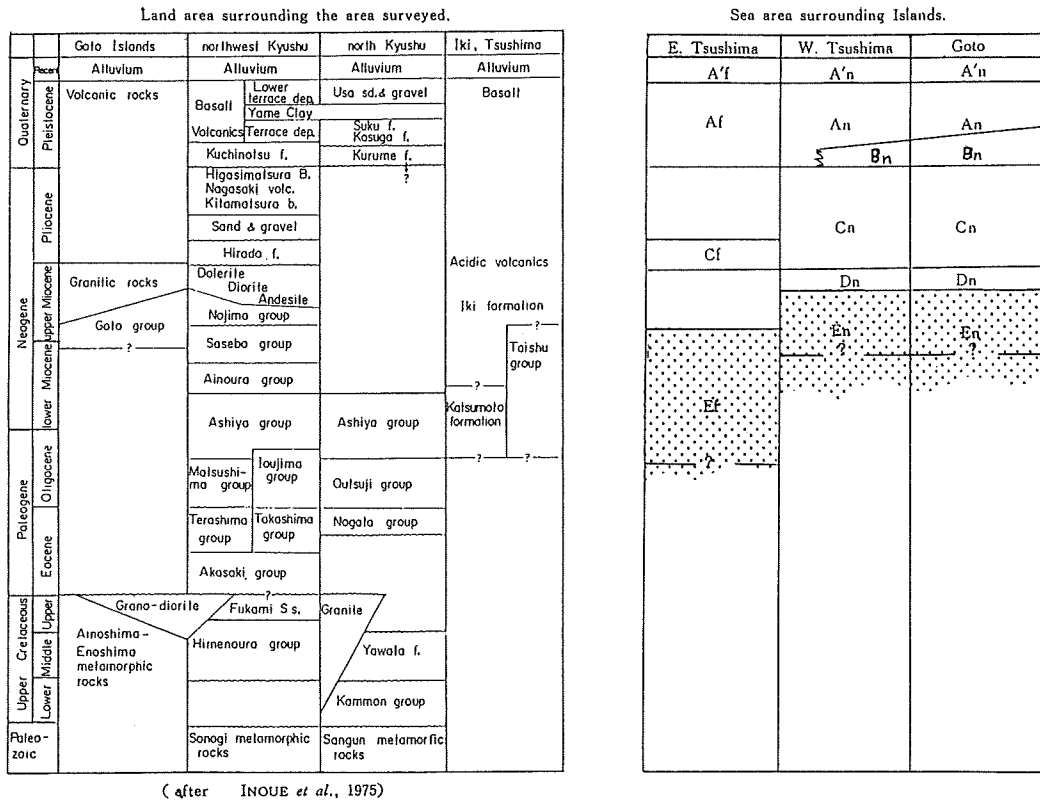 Land area surrounding the area surveyed.
Goto Islands
northwest Kyushu
north Kyushu
Iki, Tsushima
Quaternary
Recent
Alluvium
Alluvium
Alluvium
Alluvium
Pleistocene
Volcanic rocks
Basalt
Lower
terrace dep.
Usa sd. & gravel
Basalt
Yame Clay
Volcanics
Terrace dep.
Suku f.
Kasuga f.
Kuchinotsu f.
Kurume f.
?
Neogene
Pliocene
Higasimatsura B.
Nagasaki volc.
Kitamatsura b.
Sand & gravel
Hirado f.
Acidic volcanics
upper Miocene
Granitic rocks
Dolerite
Diorite
Andesite
Iki formation
Goto group
Nojima group
?
?
Sasebo group
Taishu
group
lower Miocene
Ainoura group
?
Ashiya group
Ashiya group
Katsumoto
formation
?
?
Paleogene
Oligocene
Matsushi-
ma group
Ioujima
group
Outsuji group
Eocene
Terashima
group
Takashima
group
Nogata group
Akasaki group
?
Upper Cretaceous
Upper
Grano-diorite
Fukami Ss.
Granite
Middle
Ainoshima-
Enoshima
metamorphic
rocks
Himenoura group
Yawata f.
Lower
Kammon group
Paleo-
zoic
Sonogi metamorphic
rocks
Sangun metamorfic
rocks
( after INOUE et al., 1975)
Sea area surrounding Islands.
E. Tsushima
W. Tsushima
Goto
A'f
A'n
A'n
Af
An
An
Bn
Bn
Cn
Cn
Cf
Dn
Dn
En
?
En
?
Ef
?